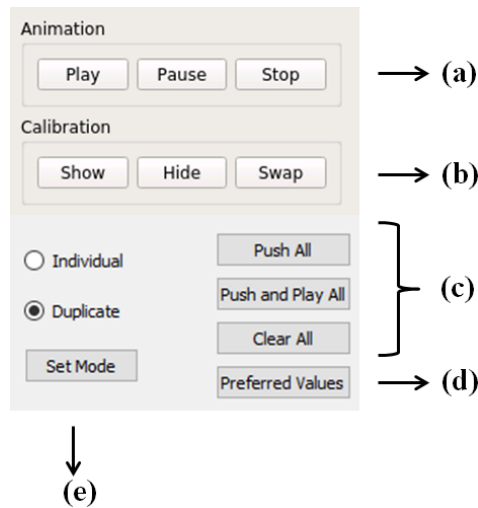 Animation
Play Pause Stop
(a)
Calibration
Show Hide Swap
(b)
Individual
Duplicate
Set Mode
Push All
Push and Play All
Clear All
(c)
Preferred Values
(d)
(e)